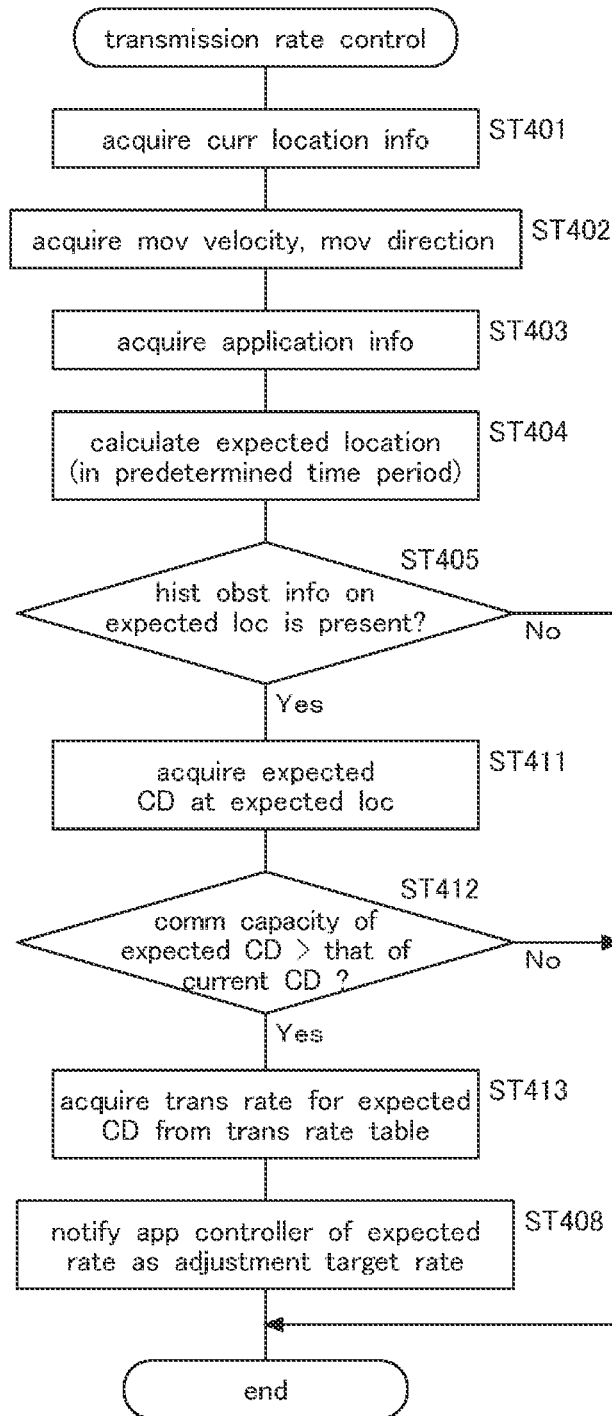 transmission rate control
acquire curr location info
ST401
acquire mov velocity, mov direction
ST402
acquire application info
ST403
calculate expected location
(in predetermined time period)
ST404
ST405
hist obst info on
expected loc is present?
No
Yes
acquire expected
CD at expected loc
ST411
ST412
comm capacity of
expected CD > that of
current CD ?
No
Yes
acquire trans rate for expected
CD from trans rate table
ST413
notify app controller of expected
rate as adjustment target rate
ST408
end